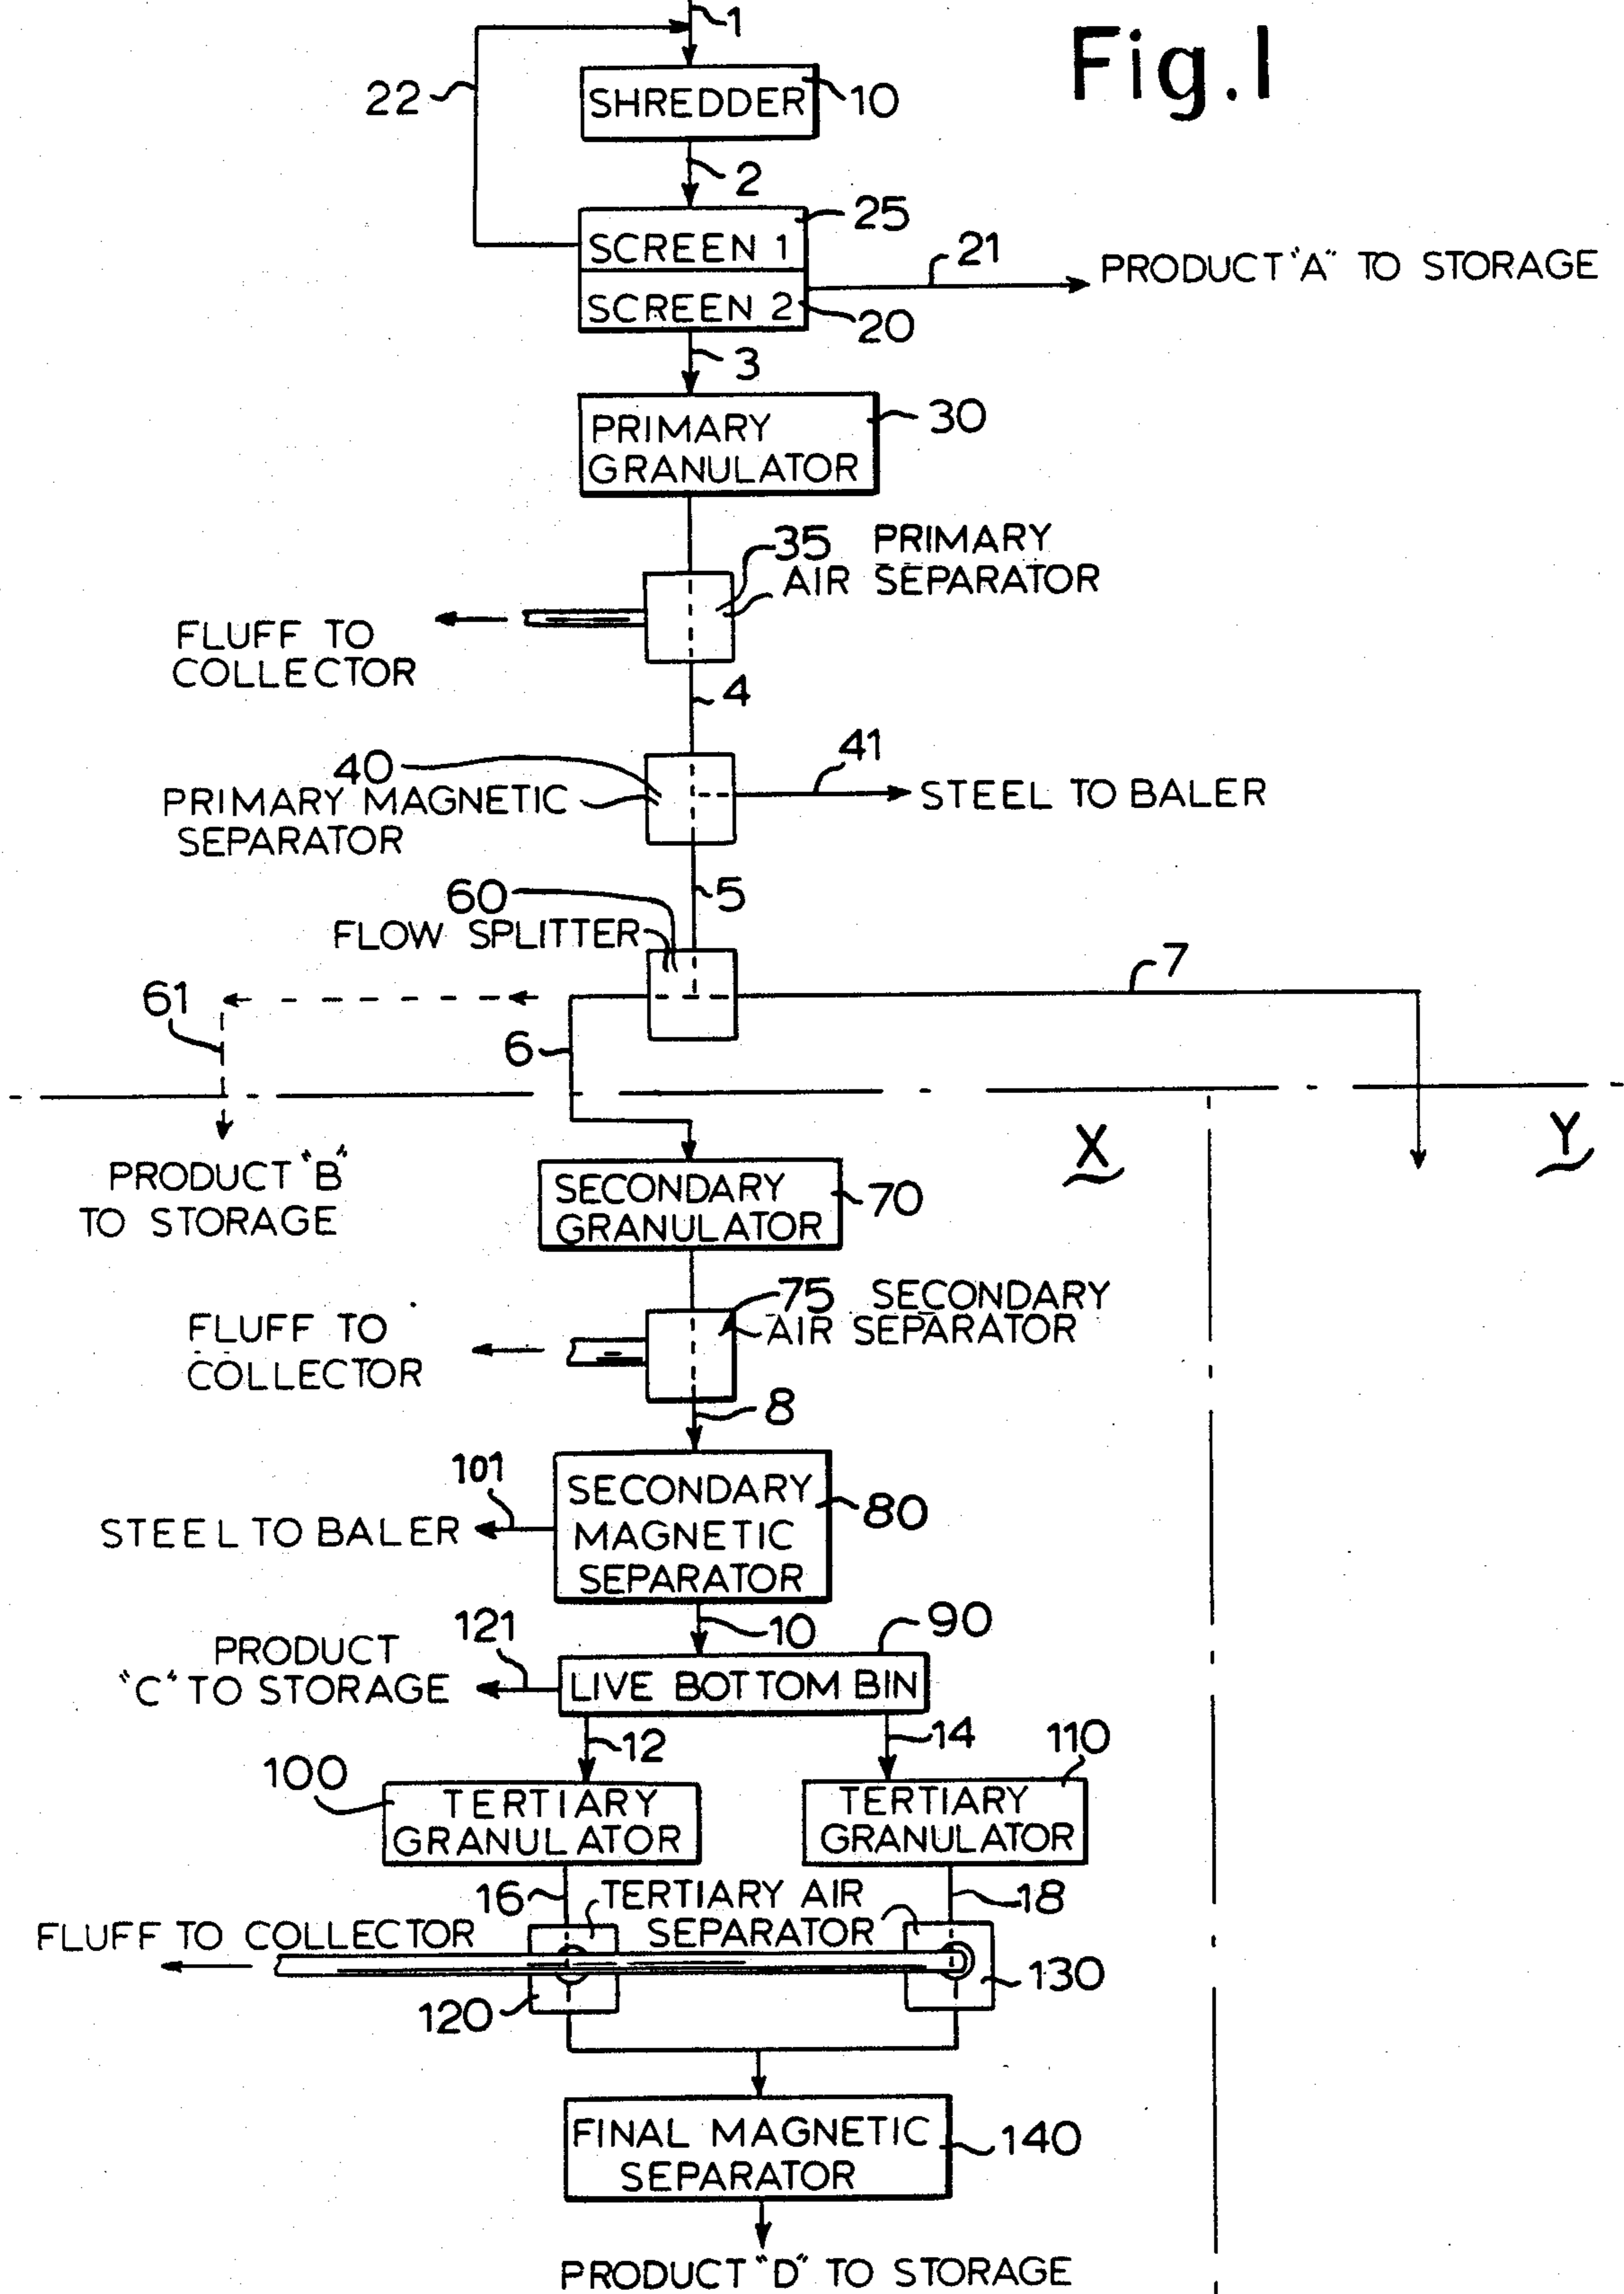 Fig.1
1
22
SHREDDER
10
2
25
SCREEN 1
21
PRODUCT "A" TO STORAGE
SCREEN 2
20
3
PRIMARY
GRANULATOR
30
35 PRIMARY
AIR SEPARATOR
FLUFF TO
COLLECTOR
4
40
PRIMARY MAGNETIC
SEPARATOR
41
STEEL TO BALER
5
60
FLOW SPLITTER
7
61
6
X
Y
PRODUCT "B"
TO STORAGE
SECONDARY
GRANULATOR
70
75 SECONDARY
AIR SEPARATOR
FLUFF TO
COLLECTOR
8
101
STEEL TO BALER
SECONDARY
MAGNETIC
SEPARATOR
80
10
90
121
PRODUCT
"C" TO STORAGE
LIVE BOTTOM BIN
12
14
100
110
TERTIARY
GRANULATOR
TERTIARY
GRANULATOR
16
TERTIARY AIR
SEPARATOR
18
FLUFF TO COLLECTOR
120
130
FINAL MAGNETIC
SEPARATOR
140
PRODUCT "D" TO STORAGE